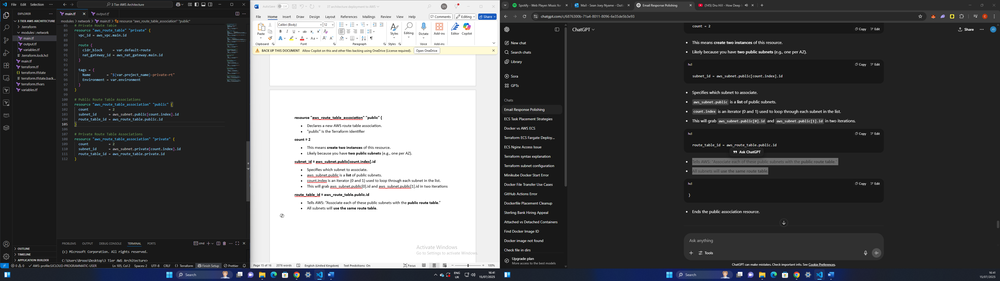 File Edit Selection ...
3 Tier AWS Architecture
EXPLORER
3 TIER AWS ARCHITECTURE
.terraform
modules\network
main.tf
output.tf
variables.tf
.terraform.lock.hcl
main.tf
terraform.tf
terraform.tfstate
terraform.tfstate.back...
terraform.tfvars
variables.tf
OUTLINE
TIMELINE
APPLICATION BUILDER
main.tf
output.tf
modules > network > main.tf > resource "aws_route_table_association" "public"
85 # Private Route Table
86 resource "aws_route_table" "private" {
87 vpc_id = aws_vpc.main.id
88
89 route {
90 cidr_block = var.default-route
91 nat_gateway_id = aws_nat_gateway.main.id
92 }
93
94 tags = {
95 Name = "${var.project_name}-private-rt"
96 Environment = var.environment
97 }
98 }
99
100 # Public Route Table Associations
101 resource "aws_route_table_association" "public" {
102 count = 2
103 subnet_id = aws_subnet.public[count.index].id
104 route_table_id = aws_route_table.public.id
105 }
106
107 # Private Route Table Associations
108 resource "aws_route_table_association" "private" {
109 count = 2
110 subnet_id = aws_subnet.private[count.index].id
111 route_table_id = aws_route_table.private.id
112 }
PROBLEMS OUTPUT DEBUG CONSOLE TERMINAL PORTS
cmd
(c) Microsoft Corporation. All rights reserved.
C:\Users\Brooo\Desktop\3 Tier AWS Architecture>
0 0 AWS: profile:SJCLOUD-PROGRAMMATIC-USER Ln 105, Col 2 Spaces: 2 UTF-8 CRLF {} Terraform Finish Setup Prettier
AutoSave Off
3T architecture deployment to AWS
SN
File Home Insert Draw Design Layout References Mailings Review View Help
Comments Editing Share
Calibri (Body) 12
Paste
Styles
Editing
Dictate
Add-ins
Editor
Copilot
Clipboard Font Paragraph Styles Voice Add-ins
BACK UP THIS DOCUMENT Allow Copilot on this and other files backing using OneDrive (License required). Open OneDrive
resource "aws_route_table_association" "public" {
• Declares a new AWS route table association.
• "public" is the Terraform identifier
count = 2
• This means create two instances of this resource.
• Likely because you have two public subnets (e.g., one per AZ).
subnet_id = aws_subnet.public[count.index].id
• Specifies which subnet to associate.
• aws_subnet.public is a list of public subnets.
• count.index is an iterator (0 and 1) used to loop through each subnet in the list.
• This will grab aws_subnet.public[0].id and aws_subnet.public[1].id in two iterations
route_table_id = aws_route_table.public.id
• Tells AWS: “Associate each of these public subnets with the public route table.”
• All subnets will use the same route table.
Activate Windows
Go to Settings to activate Windows.
Page 15 of 16 2076 words English (United Kingdom) Text Predictions: On Focus 100%
Search
ENG
UK
16:41
15/07/2025
Spotify - Web Player: Music for
Mail - Sean Joey Nyame - Outlo
Email Response Polishing
(145) Dru Hill - How Deep I
chatgpt.com/c/6876300b-71a4-8011-8096-6e35de5b3e93
ChatGPT
Share
JO
New chat
Search chats
Library
Sora
GPTs
Chats
Email Response Polishing
ECS Task Placement Strategies
Docker vs AWS ECS
Terraform ECS Fargate Deploy...
ECS Nginx Access Issue
Terraform syntax explanation
Terraform subnet configuration
Minikube Docker Start Error
Docker File Transfer Use Cases
GitHub Actions Error
Dockerfile Placement Cleanup
Sterling Bank Hiring Appeal
Attached vs Detached Containers
Find Docker Image ID
Docker image not found
Check file in dirs
Upgrade plan
More access to the best models
count = 2
Copy Edit
• This means create two instances of this resource.
• Likely because you have two public subnets (e.g., one per AZ).
hcl Copy Edit
subnet_id = aws_subnet.public[count.index].id
• Specifies which subnet to associate.
• aws_subnet.public is a list of public subnets.
• count.index is an iterator (0 and 1) used to loop through each subnet in the list.
• This will grab aws_subnet.public[0].id and aws_subnet.public[1].id in two iterations.
hcl Copy Edit
route_table_id = aws_route_table.public.id
Ask ChatGPT
• Tells AWS: “Associate each of these public subnets with the public route table.”
• All subnets will use the same route table.
hcl Copy Edit
}
• Ends the public association resource.
Ask anything
Tools
ChatGPT can make mistakes. Check important info. See Cookie Preferences.
Search
16:41
15/07/2025